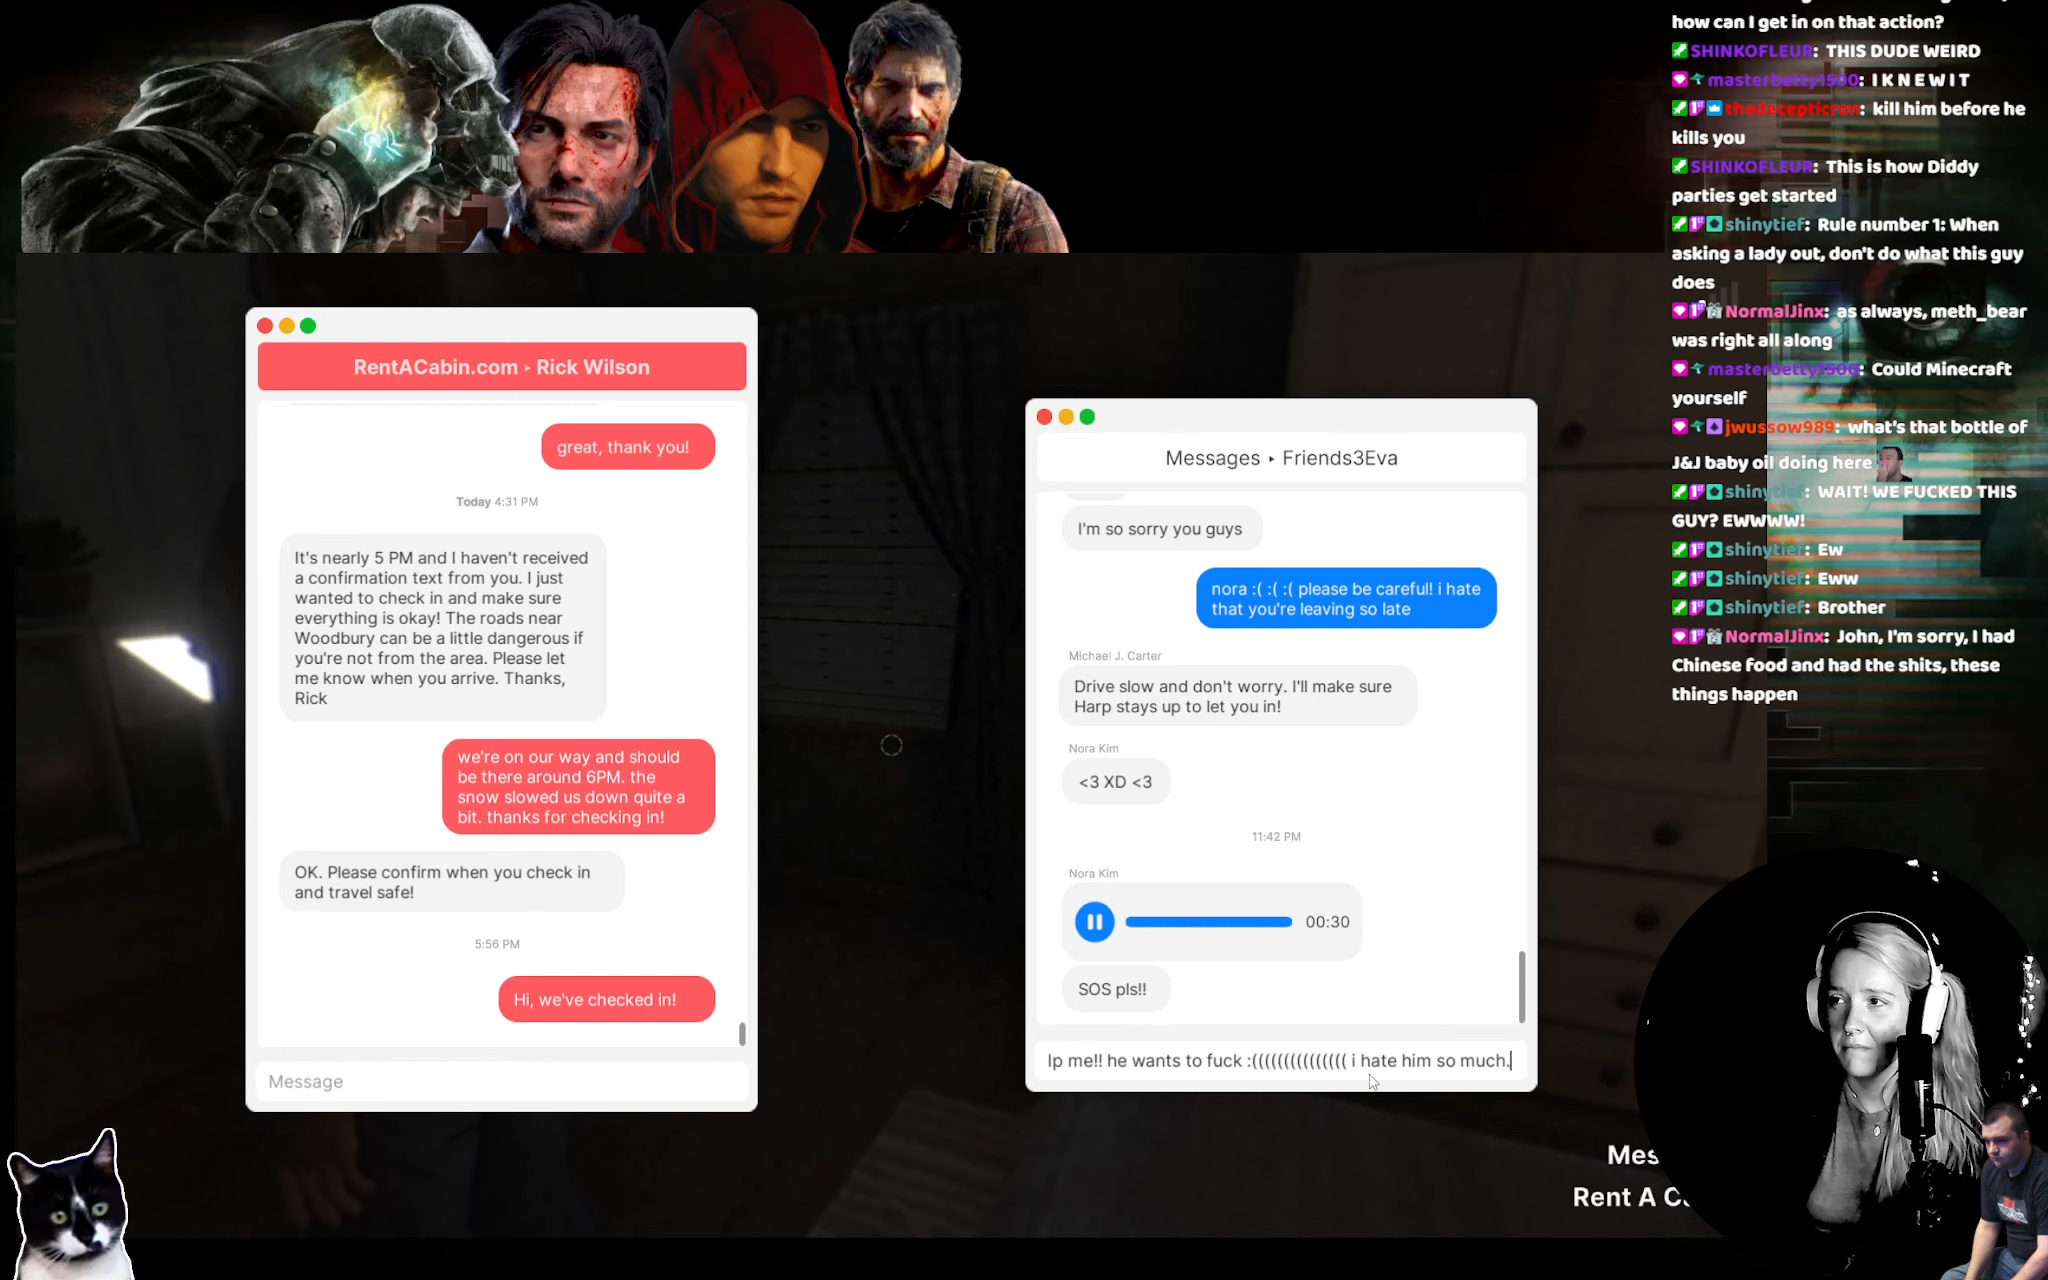 RentACabin.com ‣ Rick Wilson
great, thank you!
Today 4:31 PM
It's nearly 5 PM and I haven't received
a confirmation text from you. I just
wanted to check in and make sure
everything is okay! The roads near
Woodbury can be a little dangerous if
you're not from the area. Please let
me know when you arrive. Thanks,
Rick
we're on our way and should
be there around 6PM. the
snow slowed us down quite a
bit. thanks for checking in!
OK. Please confirm when you check in
and travel safe!
5:56 PM
Hi, we've checked in!
Message
Messages ‣ Friends3Eva
I'm so sorry you guys
nora :( :( :( please be careful! i hate
that you're leaving so late
Michael J. Carter
Drive slow and don't worry. I'll make sure
Harp stays up to let you in!
Nora Kim
<3 XD <3
11:42 PM
Nora Kim
00:30
SOS pls!!
lp me!! he wants to fuck :((((((((((((((( i hate him so much.
Mes
Rent A C
how can I get in on that action?
SHINKOFLEUR: THIS DUDE WEIRD
masterbetty1500: I K N E W I T
thedecepticron: kill him before he
kills you
SHINKOFLEUR: This is how Diddy
parties get started
shinytief: Rule number 1: When
asking a lady out, don't do what this guy
does
NormalJinx: as always, meth_bear
was right all along
masterbetty1500: Could Minecraft
yourself
jwussow989: what's that bottle of
J&J baby oil doing here
shinytief: WAIT! WE FUCKED THIS
GUY? EWWWW!
shinytief: Ew
shinytief: Eww
shinytief: Brother
NormalJinx: John, I'm sorry, I had
Chinese food and had the shits, these
things happen